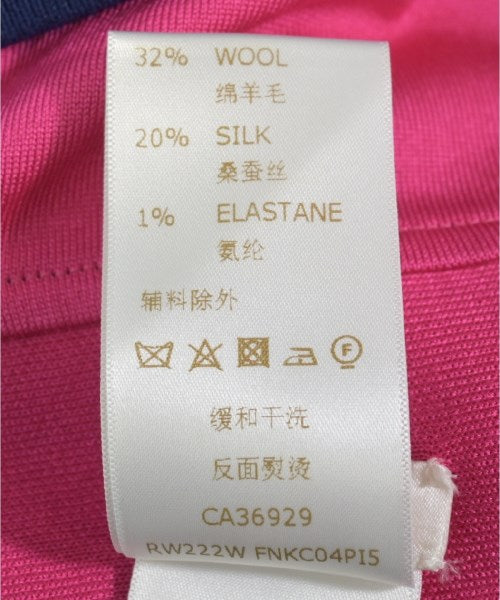 32% WOOL
绵羊毛
20% SILK
桑蚕丝
1% ELASTANE
氨纶
辅料除外
F
缓和干洗
反面熨烫
CA36929
RW222W FNKC04PI5